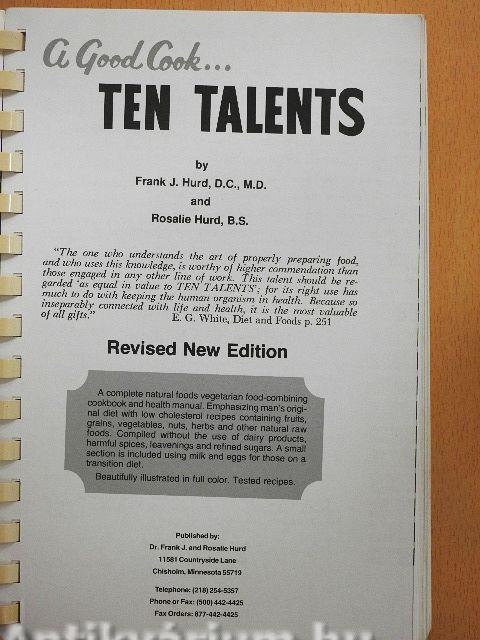 A Good Cook...
TEN TALENTS
by
Frank J. Hurd, D.C., M.D.
and
Rosalie Hurd, B.S.
"The one who understands the art of properly preparing food,
and who uses this knowledge, is worthy of higher commendation than
those engaged in any other line of work. This talent should be re-
garded 'as equal in value to TEN TALENTS'; for its right use has
much to do with keeping the human organism in health. Because so
inseparably connected with life and health, it is the most valuable
of all gifts."
E. G. White, Diet and Foods p. 251
Revised New Edition
A complete natural foods vegetarian food-combining
cookbook and health manual. Emphasizing man's origi-
nal diet with low cholesterol recipes containing fruits,
grains, vegetables, nuts, herbs and other natural raw
foods. Compiled without the use of dairy products,
harmful spices, leavenings and refined sugars. A small
section is included using milk and eggs for those on a
transition diet.
Beautifully illustrated in full color. Tested recipes.
Published by:
Dr. Frank J. and Rosalie Hurd
11581 Countryside Lane
Chisholm, Minnesota 55719
Telephone: (218) 254-5357
Phone or Fax: (500) 442-4425
Fax Orders: 877-442-4425
Antikvárium.hu